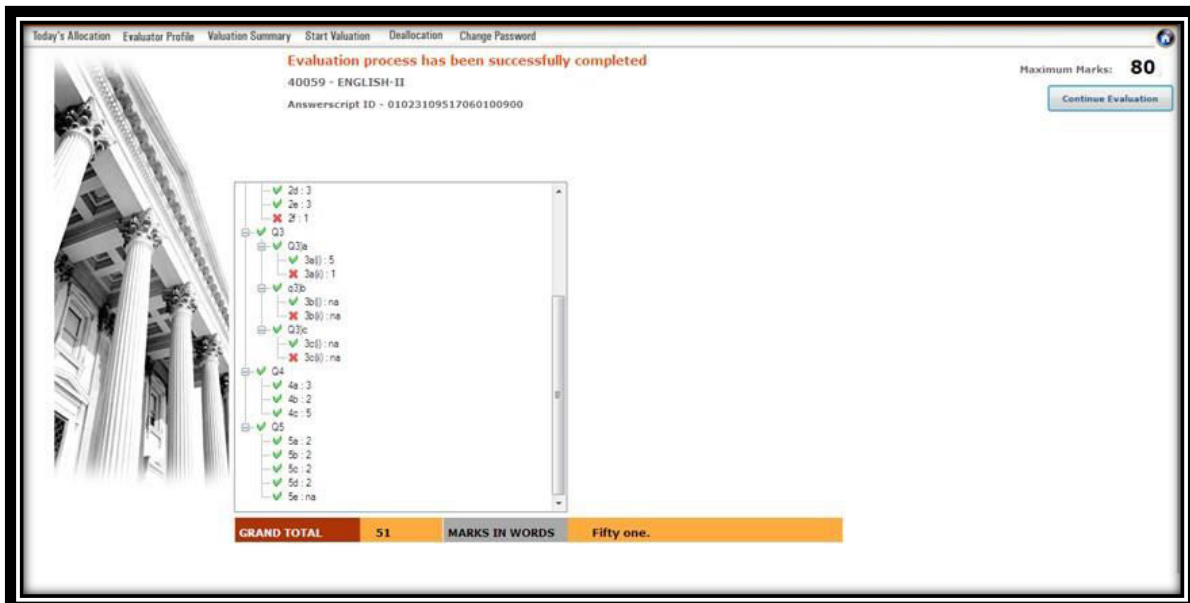 Today's Allocation Evaluator Profile Valuation Summary Start Valuation Deallocation Change Password
Evaluation process has been successfully completed
40059 - ENGLISH-II
Answerscript ID - 01023109517060100900
Maximum Marks: 80
Continue Evaluation
2d : 3
2e : 3
2f : 1
Q3
Q3)a
3a(i) : 5
3a(ii) : 1
q3)b
3b(i) : na
3b(ii) : na
Q3)c
3c(i) : na
3c(ii) : na
Q4
4a : 3
4b : 2
4c : 5
Q5
5a : 2
5b : 2
5c : 2
5d : 2
5e : na
GRAND TOTAL 51 MARKS IN WORDS Fifty one.